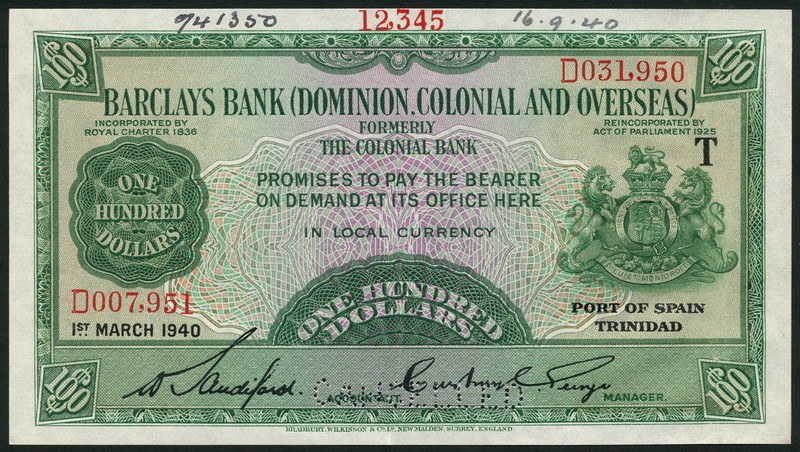 941350
12,345
16.9.40
100
100
D031,950
BARCLAYS BANK (DOMINION, COLONIAL AND OVERSEAS)
INCORPORATED BY
ROYAL CHARTER 1836
FORMERLY
THE COLONIAL BANK
REINCORPORATED BY
ACT OF PARLIAMENT 1925
T
ONE
HUNDRED
DOLLARS
PROMISES TO PAY THE BEARER
ON DEMAND AT ITS OFFICE HERE
IN LOCAL CURRENCY
D007,951
1ST MARCH 1940
ONE HUNDRED
DOLLARS
PORT OF SPAIN
TRINIDAD
W Sandiford.
ACCOUNTANT.
CANCELLED
MANAGER.
100
100
BRADBURY, WILKINSON & Co. LD, NEW MALDEN, SURREY, ENGLAND.